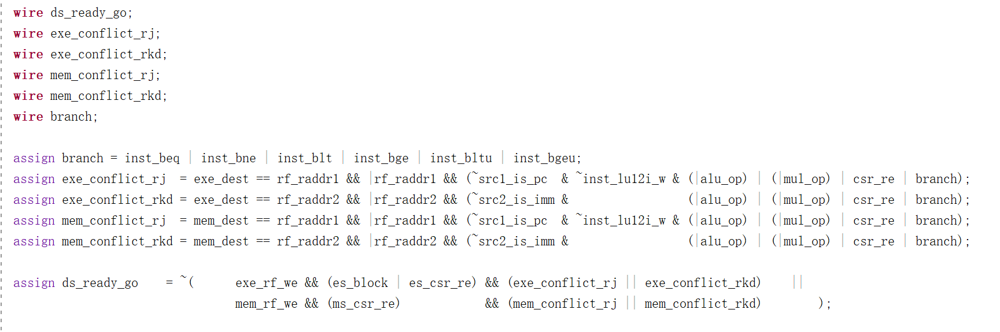 wire ds_ready_go;
wire exe_conflict_rj;
wire exe_conflict_rkd;
wire mem_conflict_rj;
wire mem_conflict_rkd;
wire branch;
assign branch = inst_beq | inst_bne | inst_blt | inst_bge | inst_bltu | inst_bgeu;
assign exe_conflict_rj  = exe_dest == rf_raddr1 && |rf_raddr1 && (~src1_is_pc  & ~inst_lu12i_w & (|alu_op) | (|mul_op) | csr_re | branch);
assign exe_conflict_rkd = exe_dest == rf_raddr2 && |rf_raddr2 && (~src2_is_imm &                 (|alu_op) | (|mul_op) | csr_re | branch);
assign mem_conflict_rj  = mem_dest == rf_raddr1 && |rf_raddr1 && (~src1_is_pc  & ~inst_lu12i_w & (|alu_op) | (|mul_op) | csr_re | branch);
assign mem_conflict_rkd = mem_dest == rf_raddr2 && |rf_raddr2 && (~src2_is_imm &                 (|alu_op) | (|mul_op) | csr_re | branch);
assign ds_ready_go    = ~(      exe_rf_we && (es_block | es_csr_re) && (exe_conflict_rj || exe_conflict_rkd)    ||
                                mem_rf_we && (ms_csr_re)            && (mem_conflict_rj || mem_conflict_rkd)        );